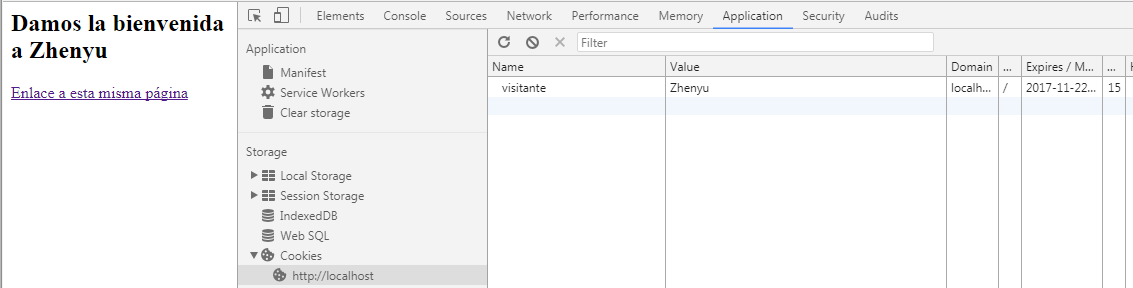 Damos la bienvenida
a Zhenyu
Enlace a esta misma página
Elements Console Sources Network Performance Memory Application Security Audits
Application
Manifest
Service Workers
Clear storage
Storage
Local Storage
Session Storage
IndexedDB
Web SQL
Cookies
http://localhost
Filter
Name Value Domain ... Expires / M... ...
visitante Zhenyu localh... / 2017-11-22... 15